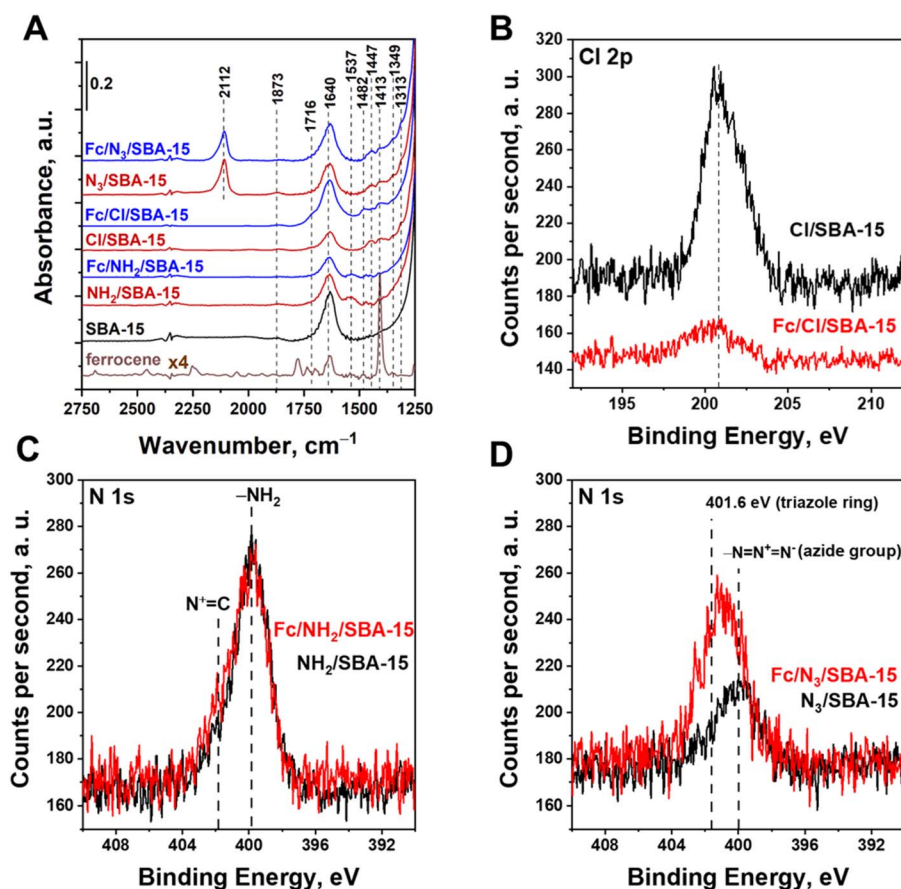 A
0.2
2112
1873
1716
1640
1537
1482
1447
1413
1349
1313
Fc/N₃/SBA-15
N₃/SBA-15
Fc/Cl/SBA-15
Cl/SBA-15
Fc/NH₂/SBA-15
NH₂/SBA-15
SBA-15
ferrocene x4
Absorbance, a.u.
2750 2500 2250 2000 1750 1500 1250
Wavenumber, cm⁻¹
B
Cl 2p
320
300
280
260
240
220
200
180
160
140
Counts per second, a. u.
Cl/SBA-15
Fc/Cl/SBA-15
195 200 205 210
Binding Energy, eV
C
N 1s
300
280
260
240
220
200
180
160
Counts per second, a. u.
–NH₂
N⁺=C
Fc/NH₂/SBA-15
NH₂/SBA-15
408 404 400 396 392
Binding Energy, eV
D
N 1s
300
280
260
240
220
200
180
160
Counts per second, a. u.
401.6 eV (triazole ring)
–N=N⁺=N⁻ (azide group)
Fc/N₃/SBA-15
N₃/SBA-15
408 404 400 396 392
Binding Energy, eV